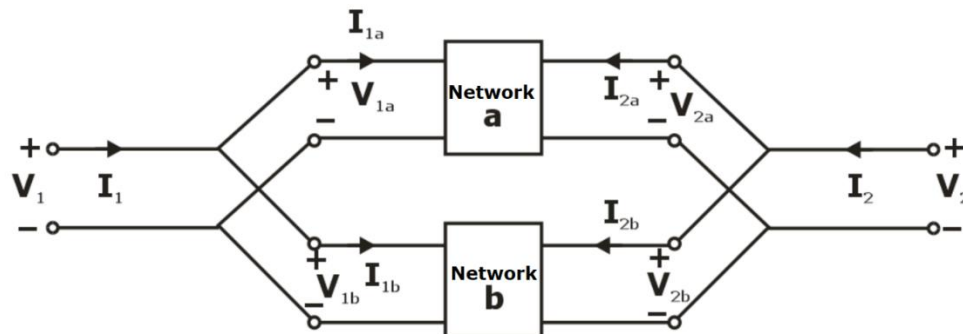 I1a
I2a
+
V1a
-
Network
a
+
V2a
-
+
V1
-
I1
I2
+
V2
-
I1b
I2b
+
V1b
-
Network
b
+
V2b
-